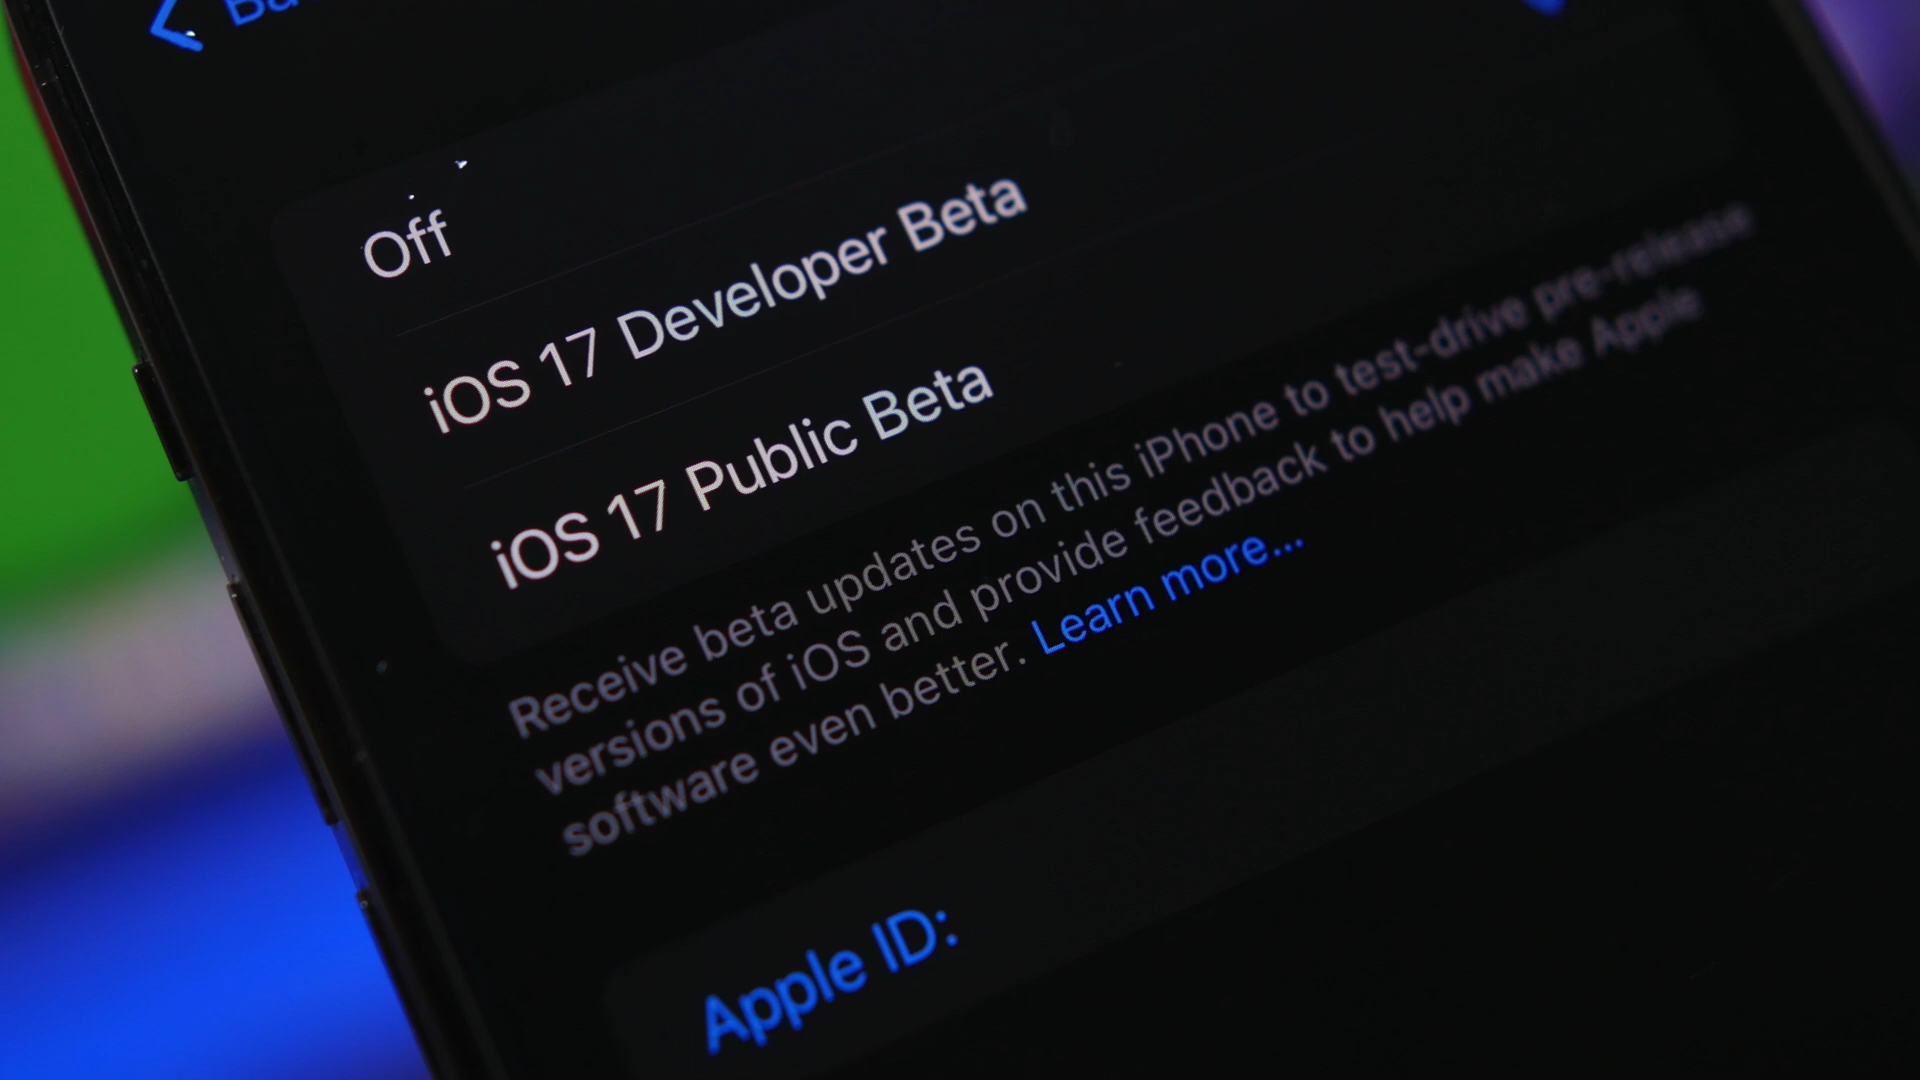 Off
iOS 17 Developer Beta
iOS 17 Public Beta
Receive beta updates on this iPhone to test-drive pre-release
versions of iOS and provide feedback to help make Apple
software even better. Learn more...
Apple ID: